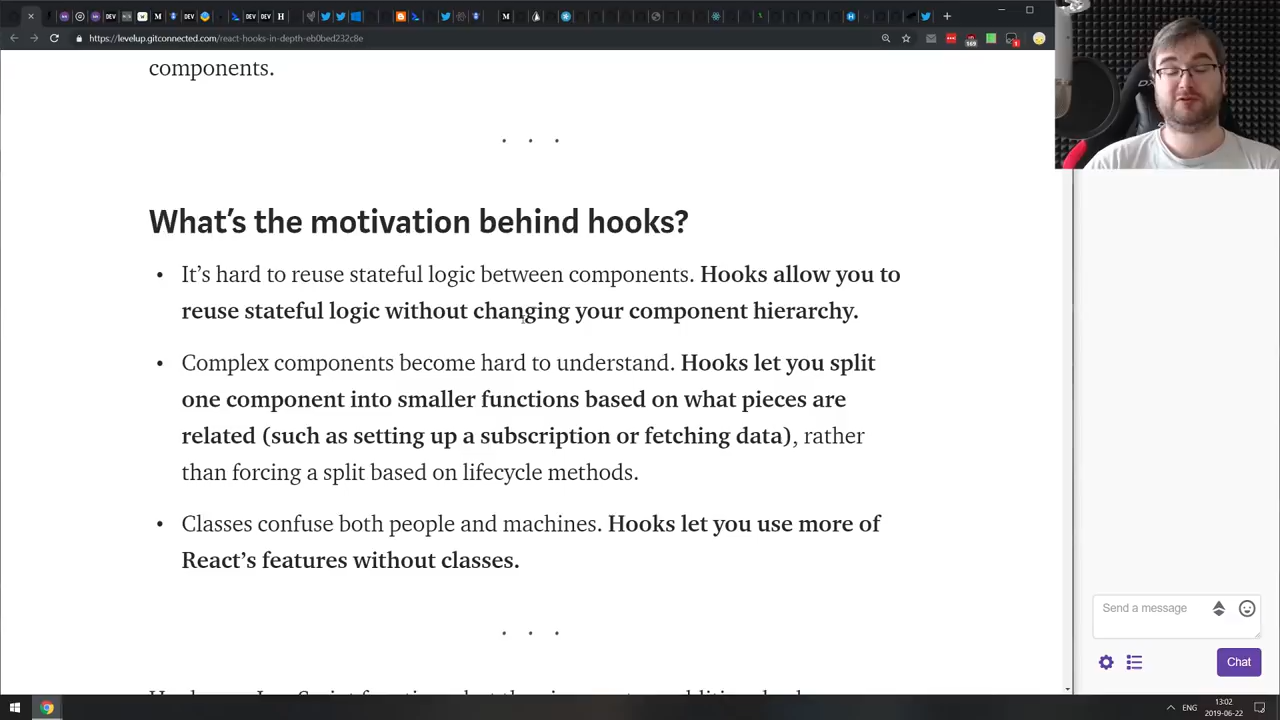 https://levelup.gitconnected.com/react-hooks-in-depth-eb0bed232c8e
components.
What's the motivation behind hooks?
It's hard to reuse stateful logic between components. Hooks allow you to
reuse stateful logic without changing your component hierarchy.
Complex components become hard to understand. Hooks let you split
one component into smaller functions based on what pieces are
related (such as setting up a subscription or fetching data), rather
than forcing a split based on lifecycle methods.
Classes confuse both people and machines. Hooks let you use more of
React's features without classes.
Send a message
Chat
ENG
13:02
2019-06-22